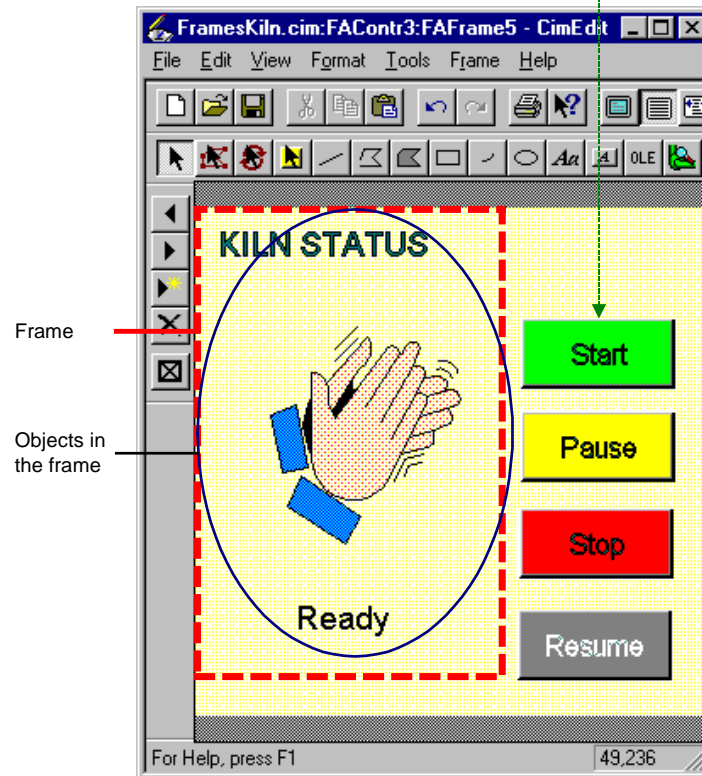 FramesKiln.cim:FAContr3:FAFrame5 - CimEdit
File Edit View Format Tools Frame Help
Aa A OLE
KILN STATUS
Frame
Start
Objects in
the frame
Pause
Stop
Ready
Resume
For Help, press F1 49,236